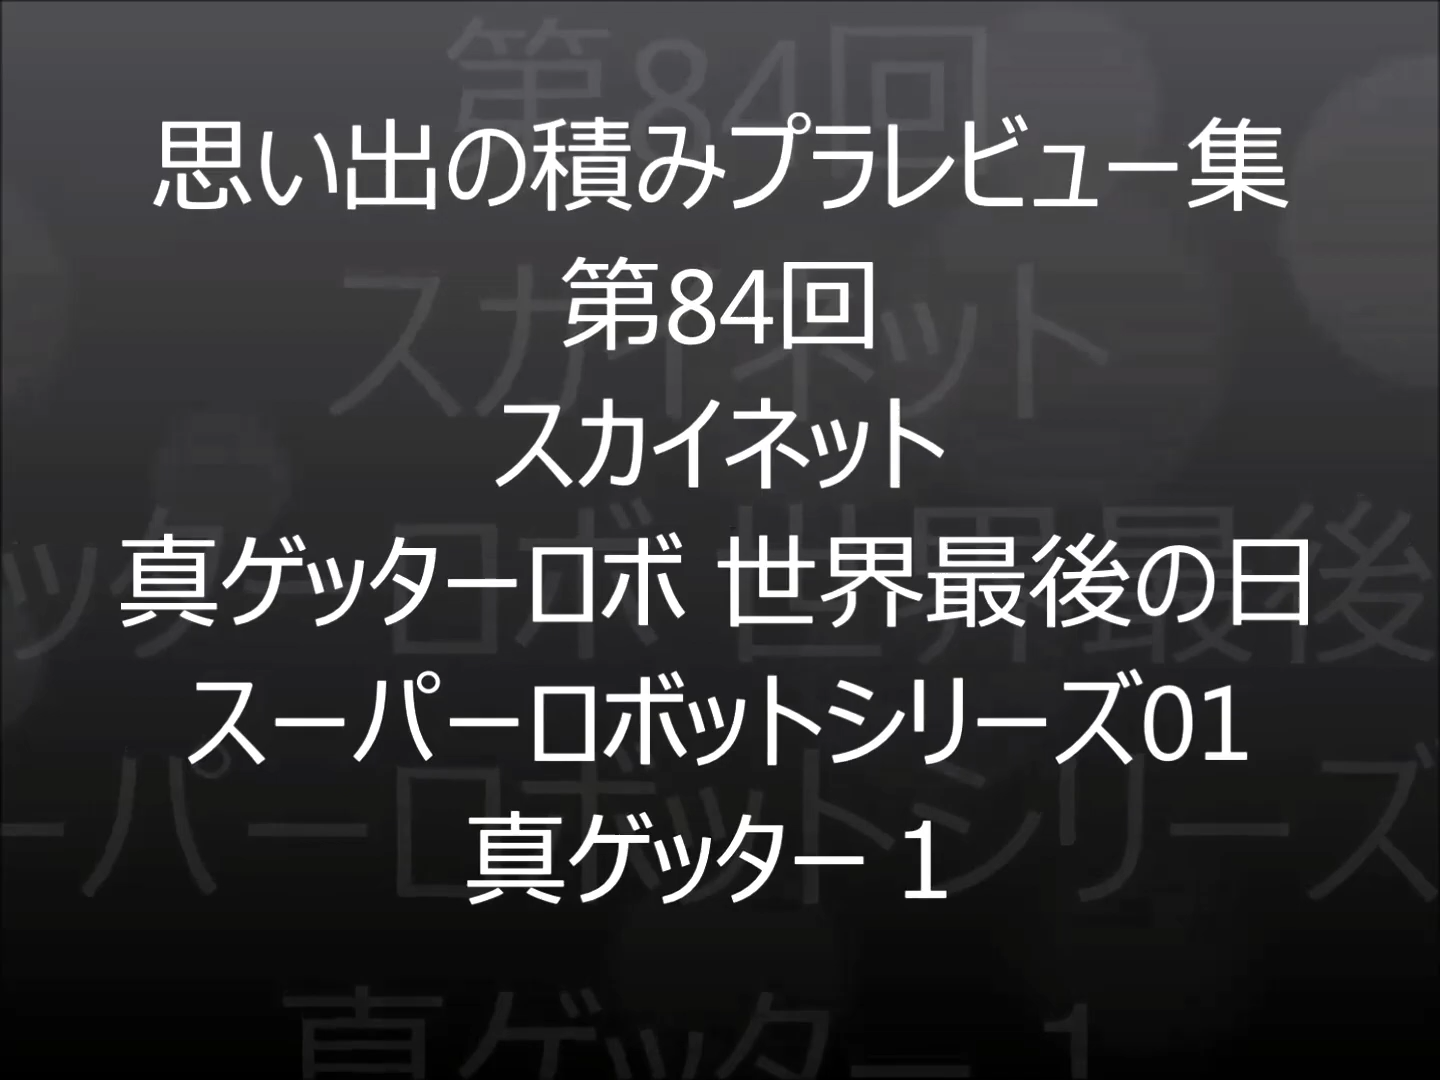 思い出の積みプラレビュー集
第84回
スカイネット
真ゲッターロボ 世界最後の日
スーパーロボットシリーズ01
真ゲッター 1